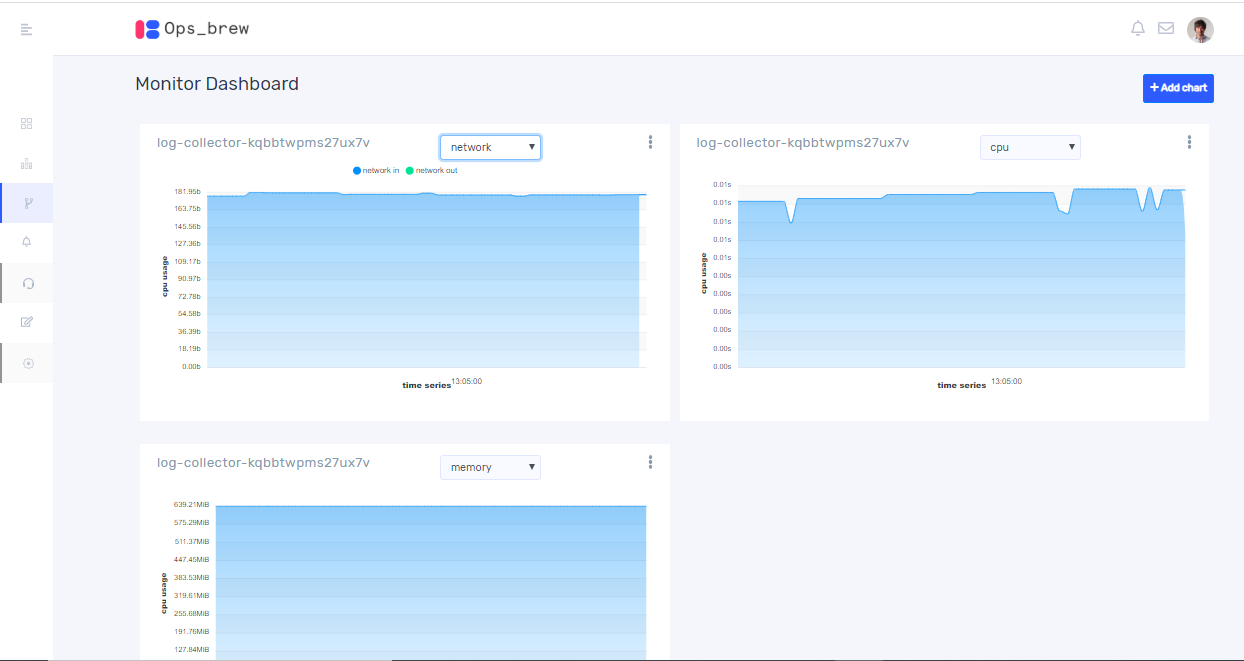 Ops_brew
Monitor Dashboard
+ Add chart
log-collector-kqbbtwpms27ux7v
network
network in network out
181.95b
163.75b
145.56b
127.36b
109.17b
90.97b
72.78b
54.58b
36.39b
18.19b
0.00b
cpu usage
time series
13:05:00
log-collector-kqbbtwpms27ux7v
cpu
0.01s
0.01s
0.01s
0.01s
0.01s
0.00s
0.00s
0.00s
0.00s
0.00s
0.00s
cpu usage
time series
13:05:00
log-collector-kqbbtwpms27ux7v
memory
639.21MiB
575.29MiB
511.37MiB
447.45MiB
383.53MiB
319.61MiB
255.68MiB
191.76MiB
127.84MiB
cpu usage